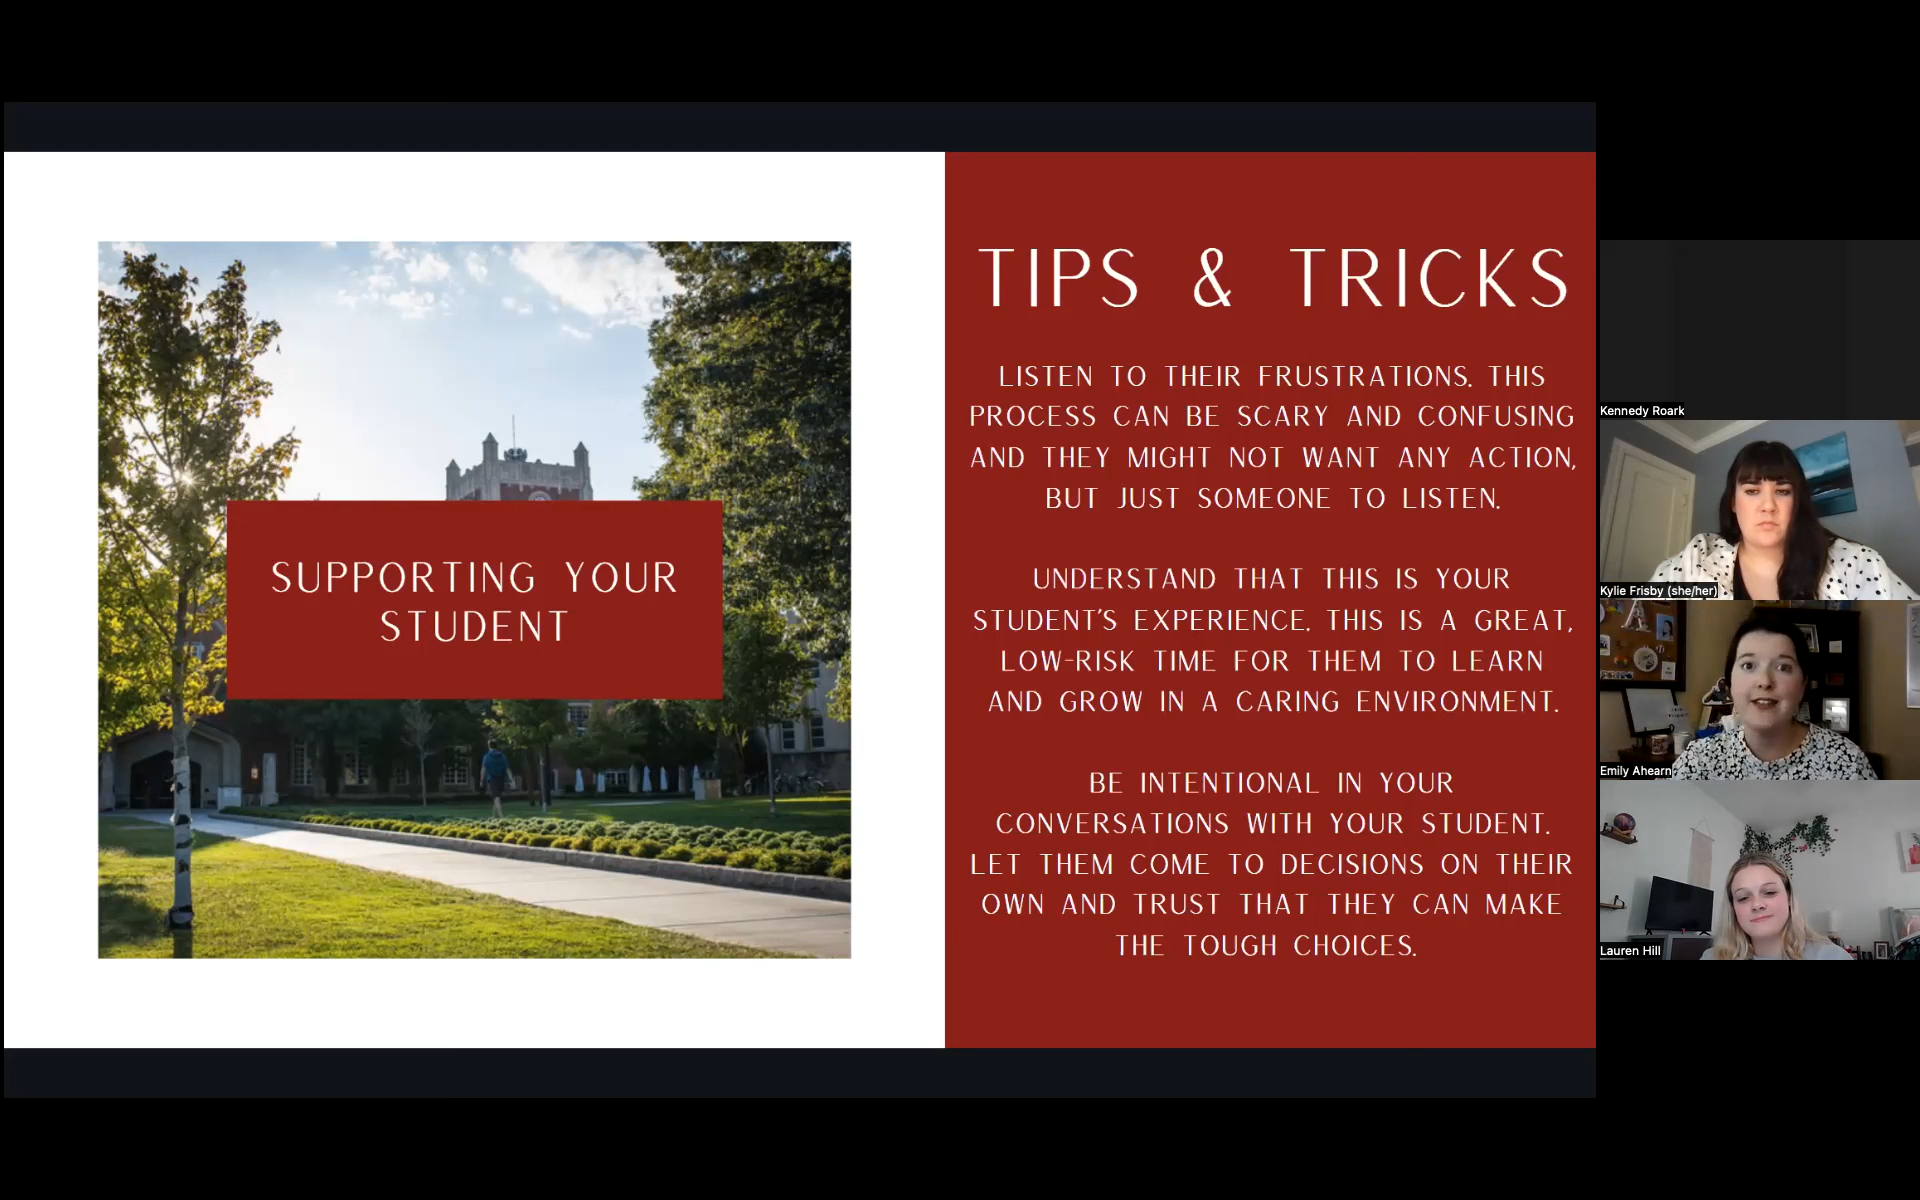 SUPPORTING YOUR
STUDENT
TIPS & TRICKS
LISTEN TO THEIR FRUSTRATIONS. THIS
PROCESS CAN BE SCARY AND CONFUSING
AND THEY MIGHT NOT WANT ANY ACTION,
BUT JUST SOMEONE TO LISTEN.
UNDERSTAND THAT THIS IS YOUR
STUDENT'S EXPERIENCE. THIS IS A GREAT,
LOW-RISK TIME FOR THEM TO LEARN
AND GROW IN A CARING ENVIRONMENT.
BE INTENTIONAL IN YOUR
CONVERSATIONS WITH YOUR STUDENT.
LET THEM COME TO DECISIONS ON THEIR
OWN AND TRUST THAT THEY CAN MAKE
THE TOUGH CHOICES.
Kennedy Roark
Kylie Frisby (she/her)
Emily Ahearn
Lauren Hill